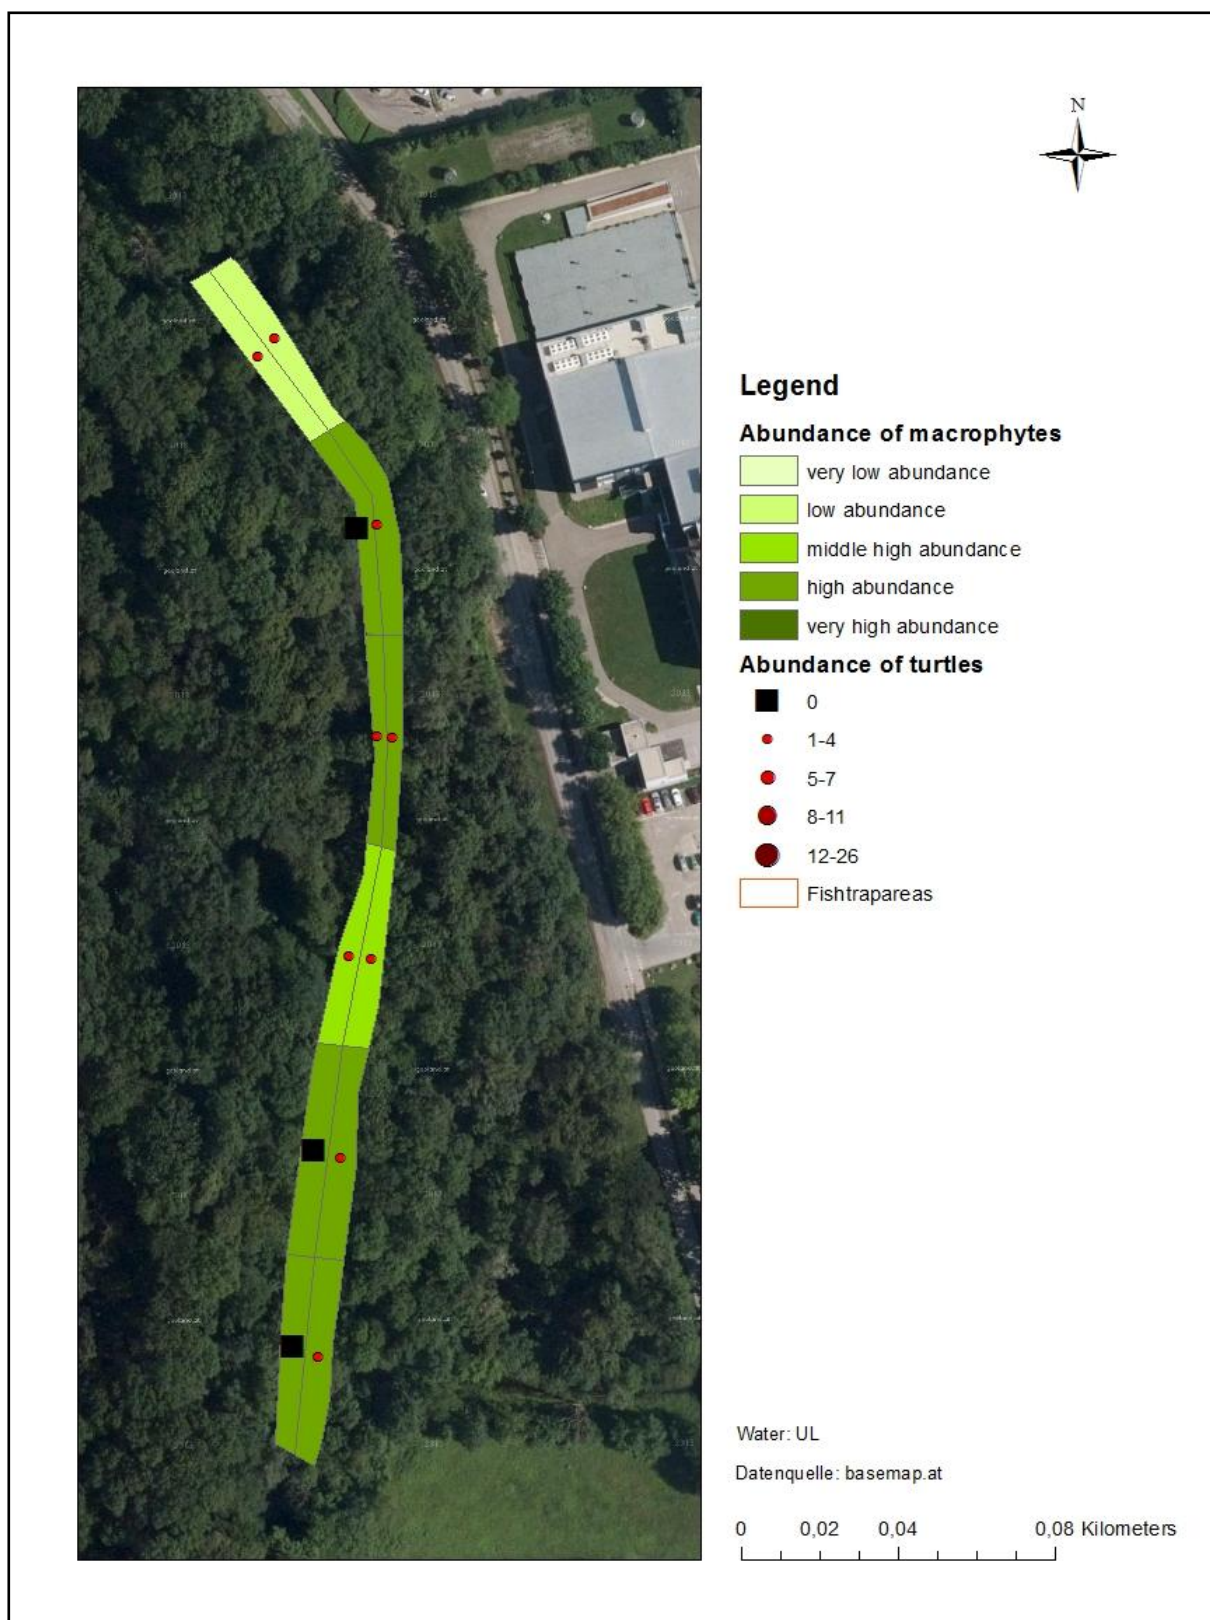 N
Legend
Abundance of macrophytes
very low abundance
low abundance
middle high abundance
high abundance
very high abundance
Abundance of turtles
0
1-4
5-7
8-11
12-26
Fishtrapareas
Water: UL
Datenquelle: basemap.at
0 0,02 0,04 0,08 Kilometers